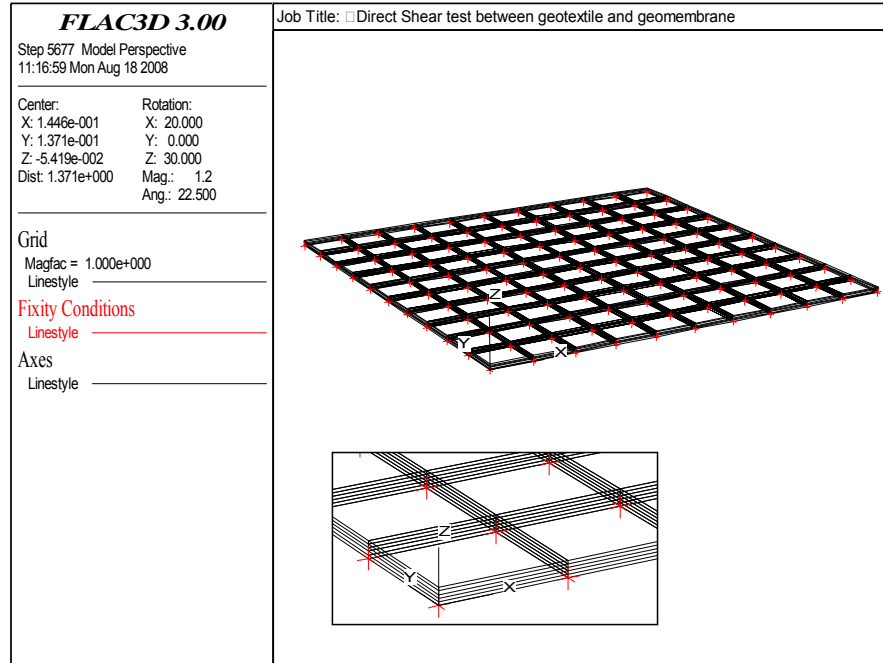 FLAC3D 3.00
Step 5677 Model Perspective
11:16:59 Mon Aug 18 2008
Center:
X: 1.446e-001
Y: 1.371e-001
Z: -5.419e-002
Dist: 1.371e+000
Rotation:
X: 20.000
Y: 0.000
Z: 30.000
Mag.: 1.2
Ang.: 22.500
Grid
Magfac = 1.000e+000
Linestyle
Fixity Conditions
Linestyle
Axes
Linestyle
Job Title: □Direct Shear test between geotextile and geomembrane
Z
Y
X
Z
Y
X